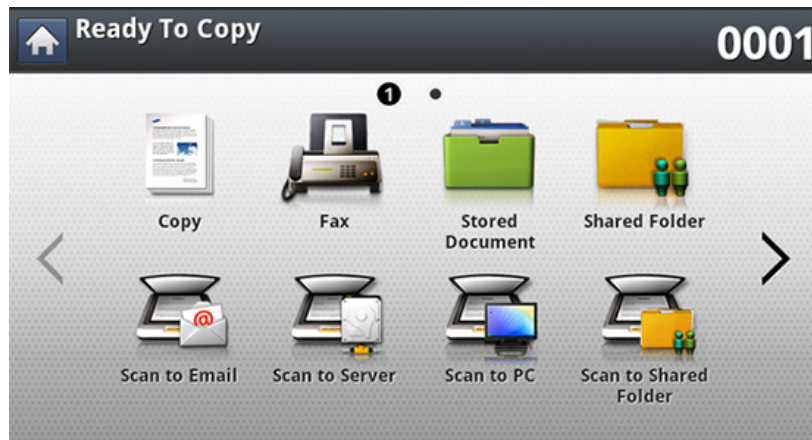 Ready To Copy
0001
1
Copy
Fax
Stored
Document
Shared Folder
@
Scan to Email
Scan to Server
Scan to PC
Scan to Shared
Folder